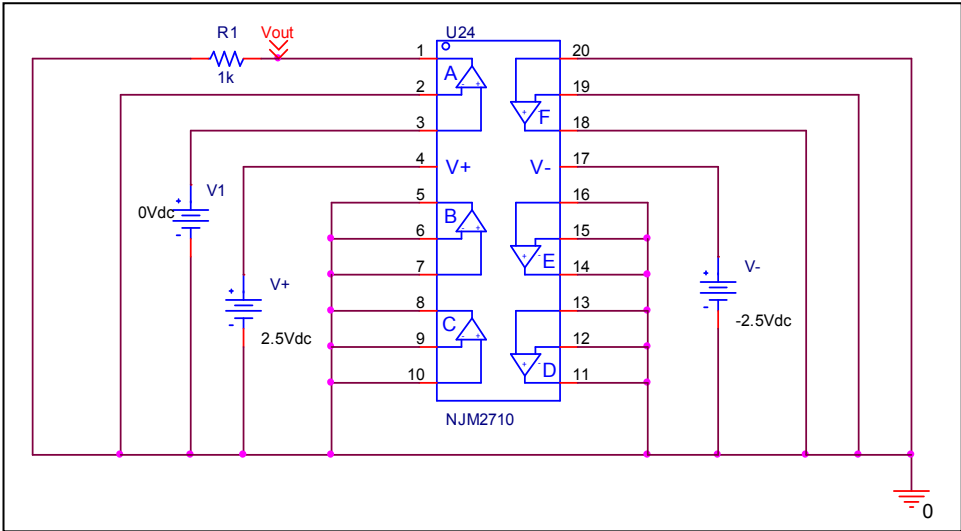 R1
Vout
U24
1k
1
20
A
2
19
F
3
18
4
V+
V-
17
V1
0Vdc
+
-
5
16
B
6
15
E
7
14
V+
+
-
2.5Vdc
V-
+
-
-2.5Vdc
8
13
C
9
12
D
10
11
NJM2710
0